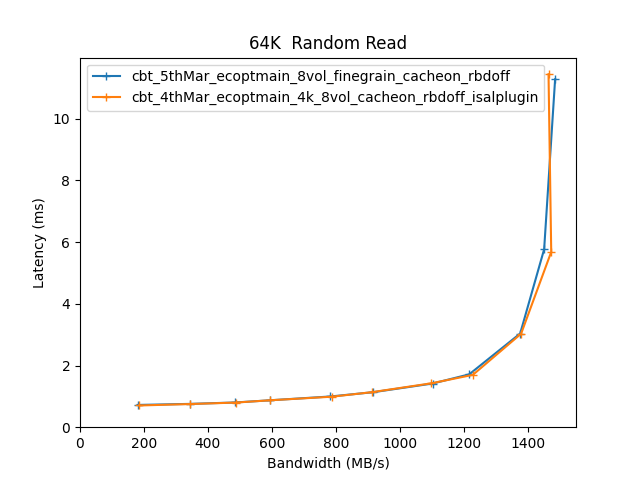 64K  Random Read
cbt_5thMar_ecoptmain_8vol_finegrain_cacheon_rbdoff
cbt_4thMar_ecoptmain_4k_8vol_cacheon_rbdoff_isalplugin
10
8
6
4
2
0
Latency (ms)
0 200 400 600 800 1000 1200 1400
Bandwidth (MB/s)